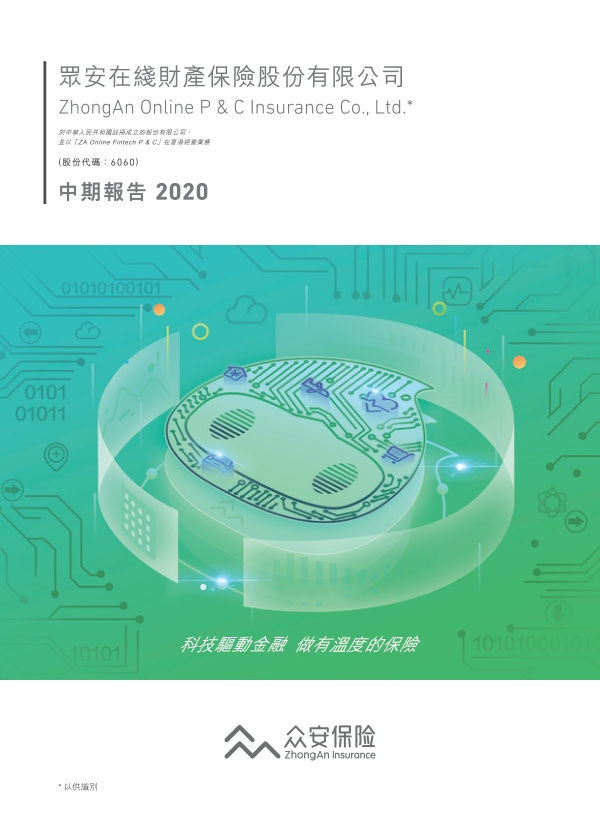 眾安在綫財產保險股份有限公司
ZhongAn Online P & C Insurance Co., Ltd.*
於中華人民共和國註冊成立的股份有限公司，
並以「ZA Online Fintech P & C」在香港經營業務
(股份代碼：6060)
中期報告 2020
01010100101
10
0101
01011
科技驅動金融 做有溫度的保險
10101
1010100010101
众安保险
ZhongAn Insurance
* 以供識別